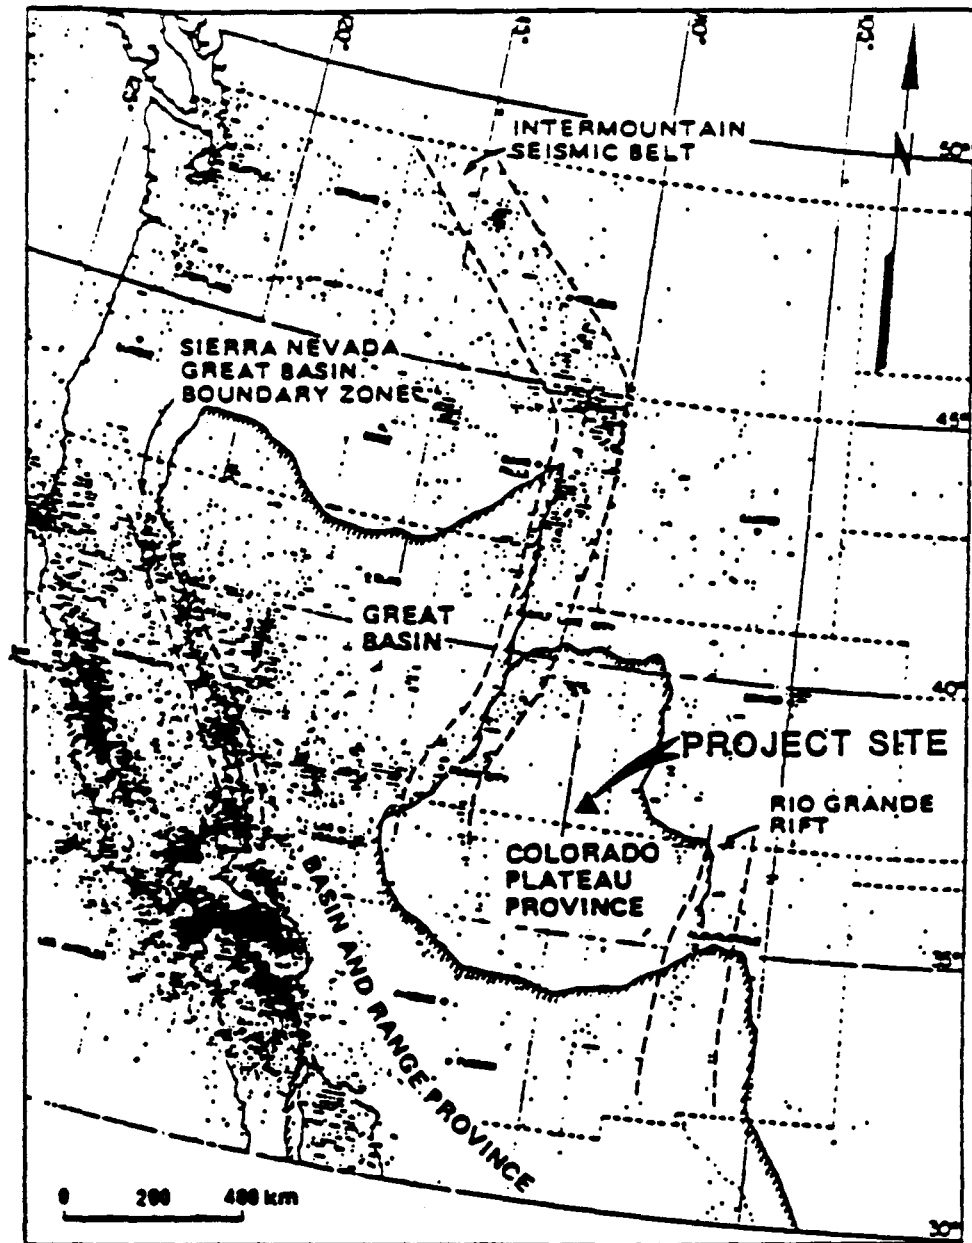 120°
50°
INTERMOUNTAIN
SEISMIC BELT
SIERRA NEVADA
GREAT BASIN
BOUNDARY ZONE
45°
GREAT
BASIN
40°
PROJECT SITE
RIO GRANDE
RIFT
COLORADO
PLATEAU
PROVINCE
35°
BASIN AND RANGE PROVINCE
0 200 400 km
30°